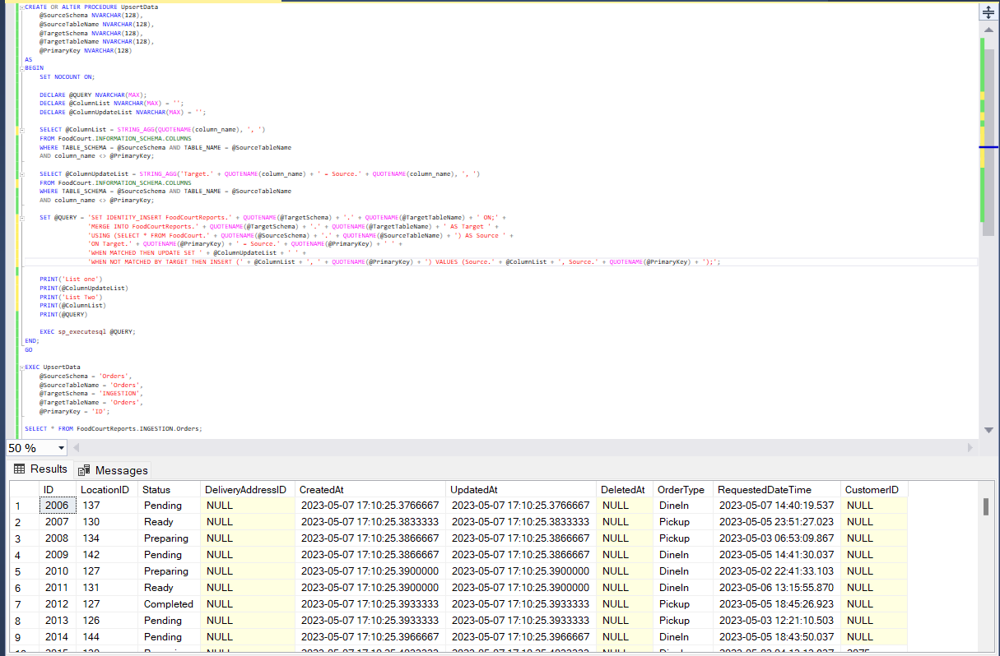 CREATE OR ALTER PROCEDURE UpsertData
@SourceSchema NVARCHAR(128),
@SourceTableName NVARCHAR(128),
@TargetSchema NVARCHAR(128),
@TargetTableName NVARCHAR(128),
@PrimaryKey NVARCHAR(128)
AS
BEGIN
SET NOCOUNT ON;
DECLARE @QUERY NVARCHAR(MAX);
DECLARE @ColumnList NVARCHAR(MAX) = '';
DECLARE @ColumnUpdateList NVARCHAR(MAX) = '';
SELECT @ColumnList = STRING_AGG(QUOTENAME(column_name), ', ')
FROM FoodCourt.INFORMATION_SCHEMA.COLUMNS
WHERE TABLE_SCHEMA = @SourceSchema AND TABLE_NAME = @SourceTableName
AND column_name <> @PrimaryKey;
SELECT @ColumnUpdateList = STRING_AGG('Target.' + QUOTENAME(column_name) + ' = Source.' + QUOTENAME(column_name), ', ')
FROM FoodCourt.INFORMATION_SCHEMA.COLUMNS
WHERE TABLE_SCHEMA = @SourceSchema AND TABLE_NAME = @SourceTableName
AND column_name <> @PrimaryKey;
SET @QUERY = 'SET IDENTITY_INSERT FoodCourtReports.' + QUOTENAME(@TargetSchema) + '.' + QUOTENAME(@TargetTableName) + ' ON;' +
'MERGE INTO FoodCourtReports.' + QUOTENAME(@TargetSchema) + '.' + QUOTENAME(@TargetTableName) + ' AS Target ' +
'USING (SELECT * FROM FoodCourt.' + QUOTENAME(@SourceSchema) + '.' + QUOTENAME(@SourceTableName) + ') AS Source ' +
'ON Target.' + QUOTENAME(@PrimaryKey) + ' = Source.' + QUOTENAME(@PrimaryKey) + ' ' +
'WHEN MATCHED THEN UPDATE SET ' + @ColumnUpdateList + ' ' +
'WHEN NOT MATCHED BY TARGET THEN INSERT (' + @ColumnList + ', ' + QUOTENAME(@PrimaryKey) + ') VALUES (Source.' + @ColumnList + ', Source.' + QUOTENAME(@PrimaryKey) + ');';
PRINT('List one')
PRINT(@ColumnUpdateList)
PRINT('List Two')
PRINT(@ColumnList)
PRINT(@QUERY)
EXEC sp_executesql @QUERY;
END;
GO
EXEC UpsertData
@SourceSchema = 'Orders',
@SourceTableName = 'Orders',
@TargetSchema = 'INGESTION',
@TargetTableName = 'Orders',
@PrimaryKey = 'ID';
SELECT * FROM FoodCourtReports.INGESTION.Orders;
50 %
Results Messages
ID LocationID Status DeliveryAddressID CreatedAt UpdatedAt DeletedAt OrderType RequestedDateTime CustomerID
1 2006 137 Pending NULL 2023-05-07 17:10:25.3766667 2023-05-07 17:10:25.3766667 NULL DineIn 2023-05-07 14:40:19.537 NULL
2 2007 130 Ready NULL 2023-05-07 17:10:25.3833333 2023-05-07 17:10:25.3833333 NULL Pickup 2023-05-05 23:51:27.023 NULL
3 2008 134 Preparing NULL 2023-05-07 17:10:25.3866667 2023-05-07 17:10:25.3866667 NULL Pickup 2023-05-03 06:53:09.867 NULL
4 2009 142 Pending NULL 2023-05-07 17:10:25.3866667 2023-05-07 17:10:25.3866667 NULL DineIn 2023-05-05 14:41:30.037 NULL
5 2010 127 Preparing NULL 2023-05-07 17:10:25.3900000 2023-05-07 17:10:25.3900000 NULL DineIn 2023-05-02 22:41:33.103 NULL
6 2011 131 Ready NULL 2023-05-07 17:10:25.3900000 2023-05-07 17:10:25.3900000 NULL DineIn 2023-05-06 13:15:55.870 NULL
7 2012 127 Completed NULL 2023-05-07 17:10:25.3933333 2023-05-07 17:10:25.3933333 NULL Pickup 2023-05-05 18:45:26.923 NULL
8 2013 126 Pending NULL 2023-05-07 17:10:25.3933333 2023-05-07 17:10:25.3933333 NULL Pickup 2023-05-03 12:21:10.503 NULL
9 2014 144 Pending NULL 2023-05-07 17:10:25.3966667 2023-05-07 17:10:25.3966667 NULL DineIn 2023-05-05 18:43:50.037 NULL